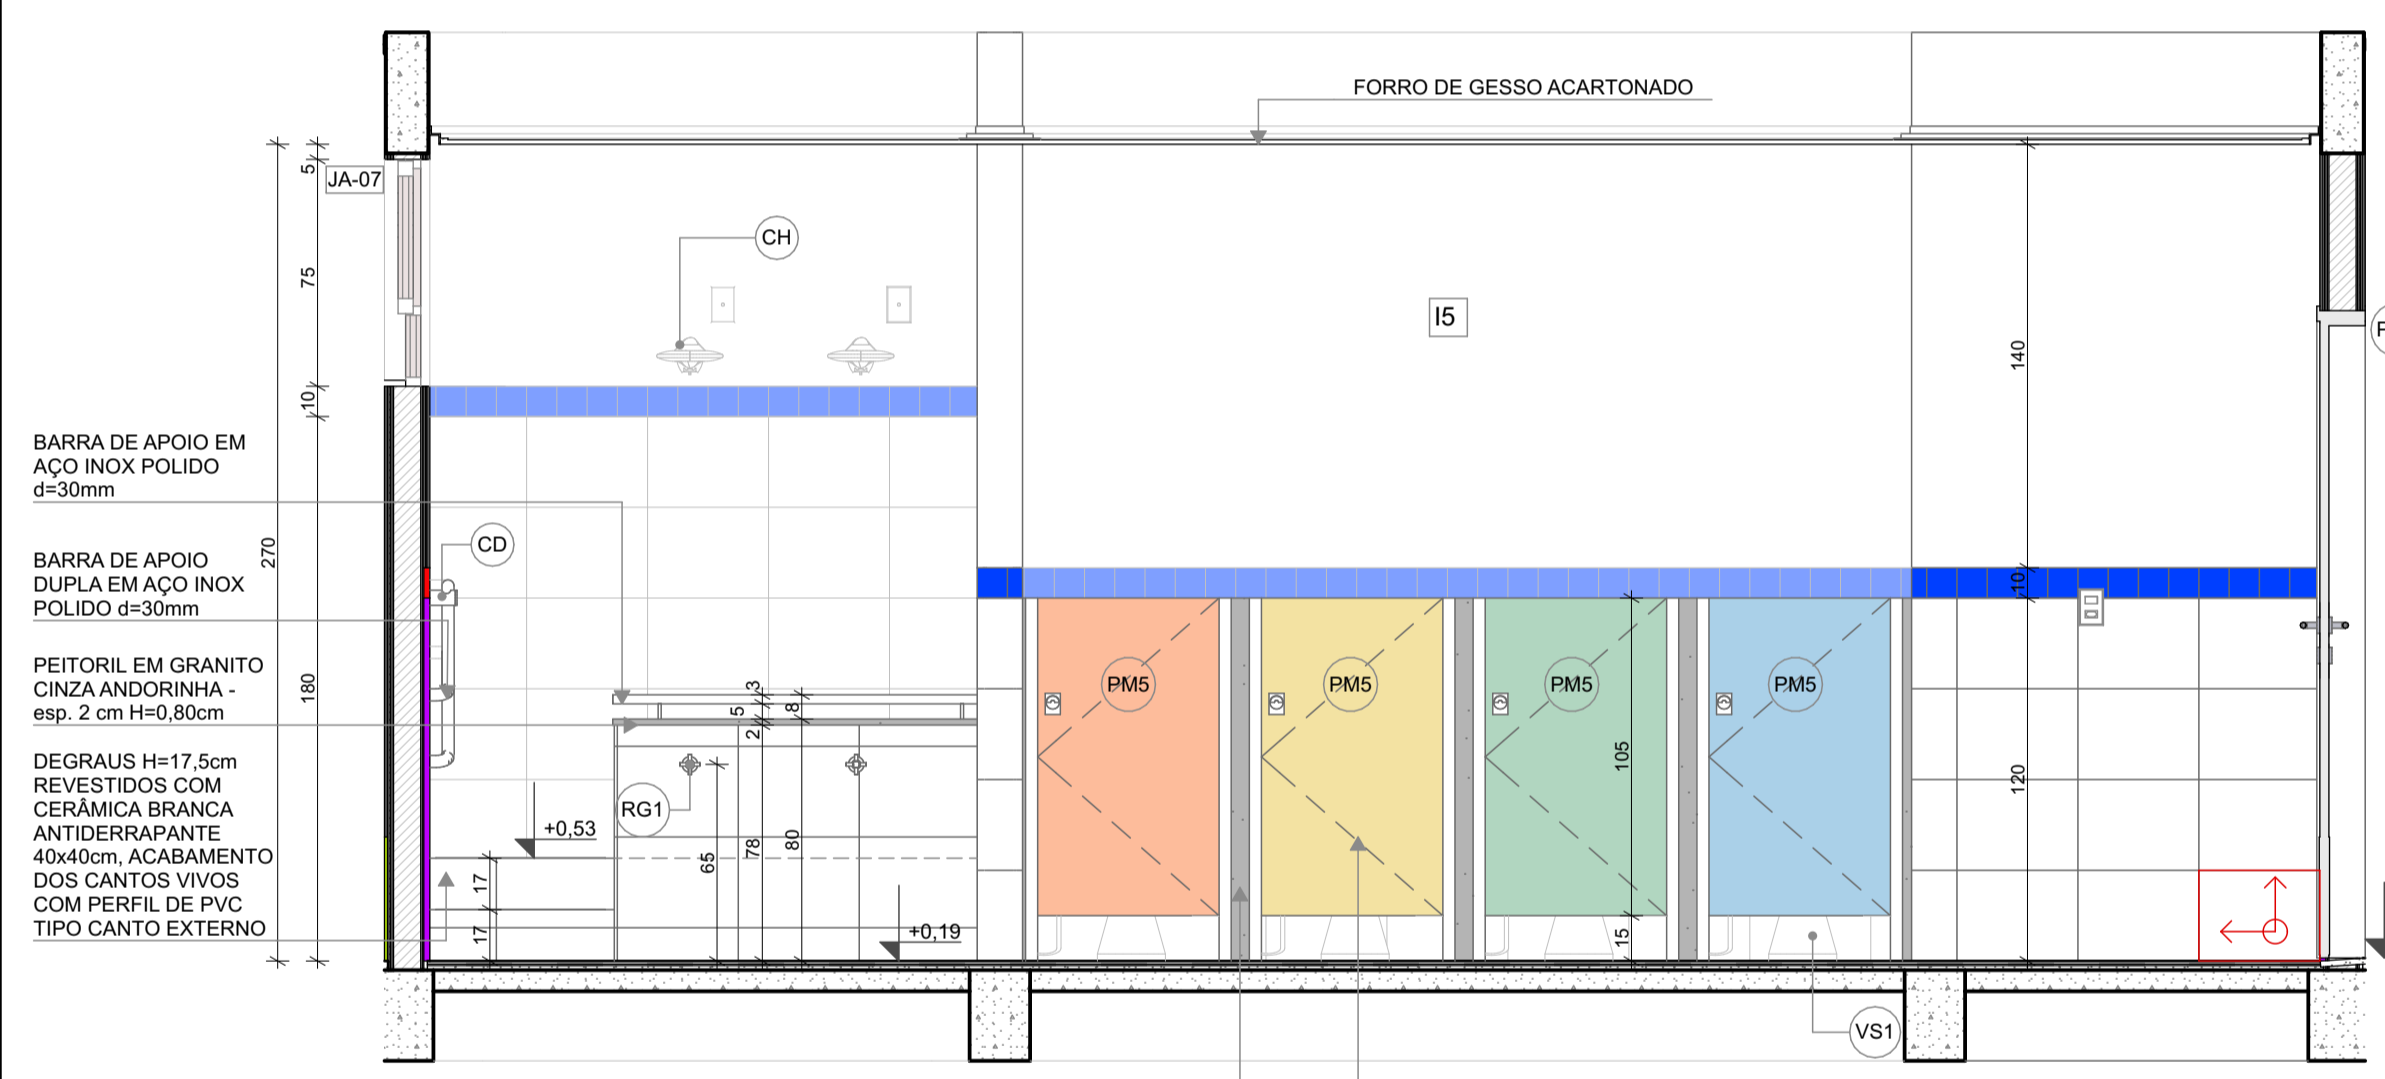 FORRO DE GESSO ACARTONADO
5
JA-07
CH
75
I5
10
140
BARRA DE APOIO EM
AÇO INOX POLIDO
d=30mm
CD
270
BARRA DE APOIO
DUPLA EM AÇO INOX
POLIDO d=30mm
10
PEITORIL EM GRANITO
CINZA ANDORINHA -
esp. 2 cm H=0,80cm
180
3
5
8
2
PM5
PM5
PM5
PM5
DEGRAUS H=17,5cm
REVESTIDOS COM
CERÂMICA BRANCA
ANTIDERRAPANTE
40x40cm, ACABAMENTO
DOS CANTOS VIVOS
COM PERFIL DE PVC
TIPO CANTO EXTERNO
RG1
+0,53
65
78
80
105
120
17
17
+0,19
15
VS1